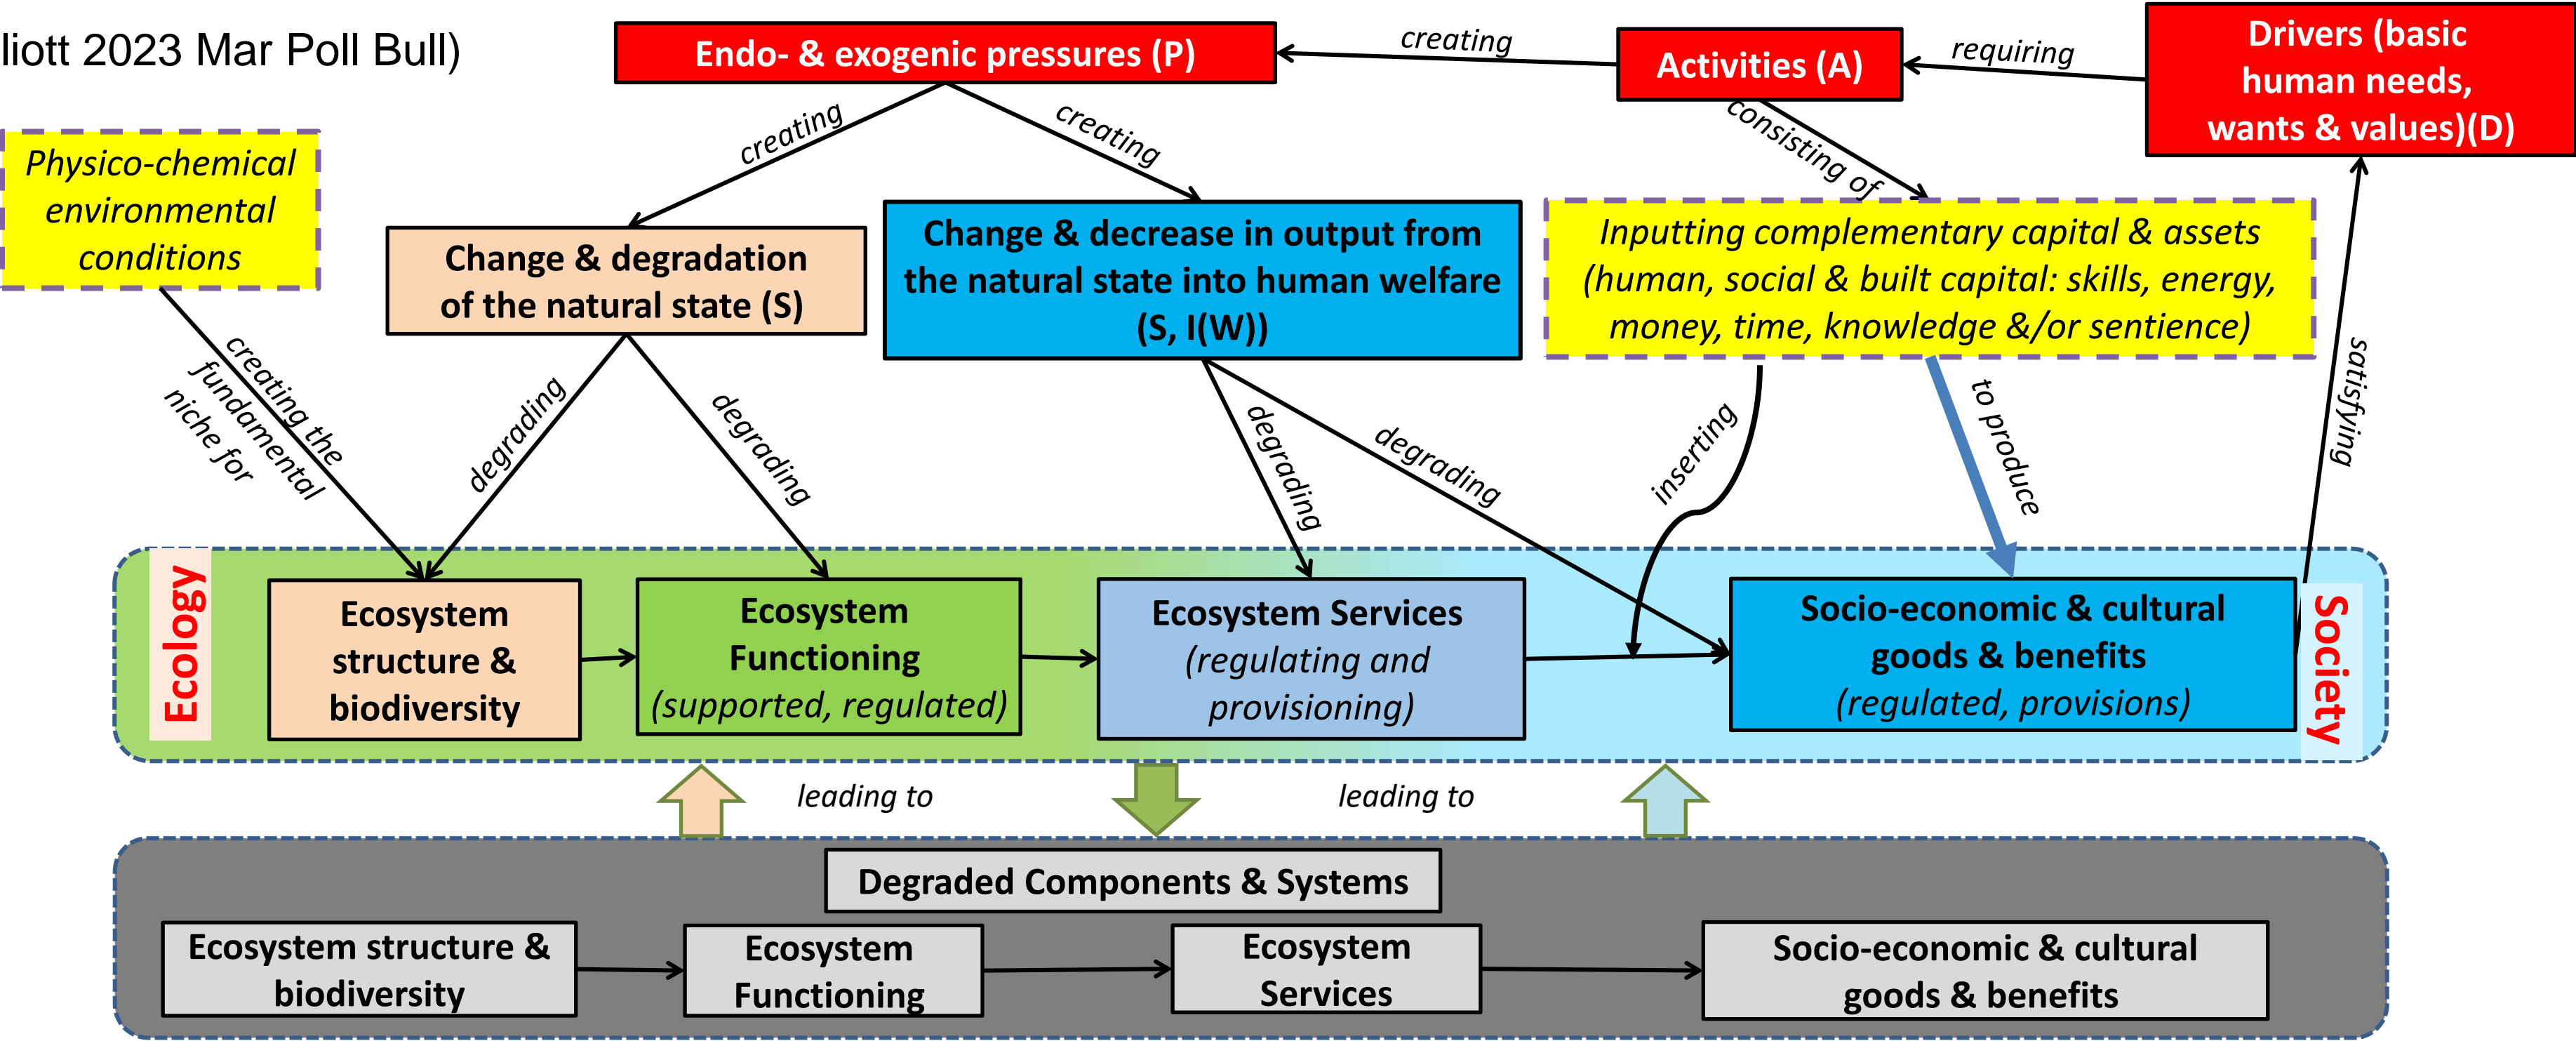 liott 2023 Mar Poll Bull)
Endo- & exogenic pressures (P)
creating
Activities (A)
requiring
Drivers (basic
human needs,
wants & values)(D)
Physico-chemical
environmental
conditions
creating
creating
consisting of
Change & degradation
of the natural state (S)
Change & decrease in output from
the natural state into human welfare
(S, I(W))
Inputting complementary capital & assets
(human, social & built capital: skills, energy,
money, time, knowledge &/or sentience)
creating the
fundamental
niche for
degrading
degrading
degrading
degrading
inserting
to produce
satisfying
Ecology
Ecosystem
structure &
biodiversity
Ecosystem
Functioning
(supported, regulated)
Ecosystem Services
(regulating and
provisioning)
Socio-economic & cultural
goods & benefits
(regulated, provisions)
Society
leading to
leading to
Degraded Components & Systems
Ecosystem structure &
biodiversity
Ecosystem
Functioning
Ecosystem
Services
Socio-economic & cultural
goods & benefits